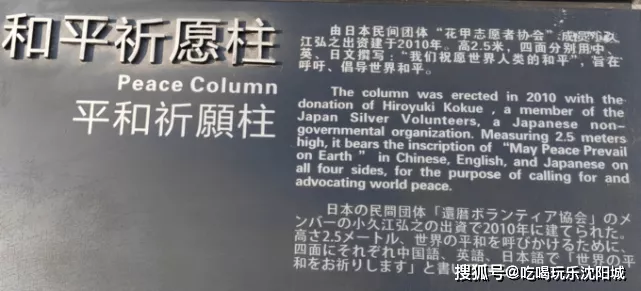 和平祈愿柱
Peace Column
平和祈願柱
由日本民间团体“花甲志愿者协会”成员
江弘之出资建于2010年。高2.5米，四面分别用中、
英、日文撰写：“我们祝愿世界人类的和平”，旨在
呼吁、倡导世界和平。
The column was erected in 2010 with the
donation of Hiroyuki Kokue , a member of the
Japan Silver Volunteers, a Japanese non-
governmental organization. Measuring 2.5 meters
high, it bears the inscription of “May Peace Prevail
on Earth ” in Chinese, English, and Japanese on
all four sides, for the purpose of calling for and
advocating world peace.
日本の民間団体「還暦ボランティア協会」のメ
ンバーの小久江弘之の出資で2010年に建てられた。
高さ2.5メートル、世界の平和を呼びかけるために、
四面にそれぞれ中国語、英語、日本語で「世界の平
和をお祈りします」と書
搜狐号@吃喝玩乐沈阳城